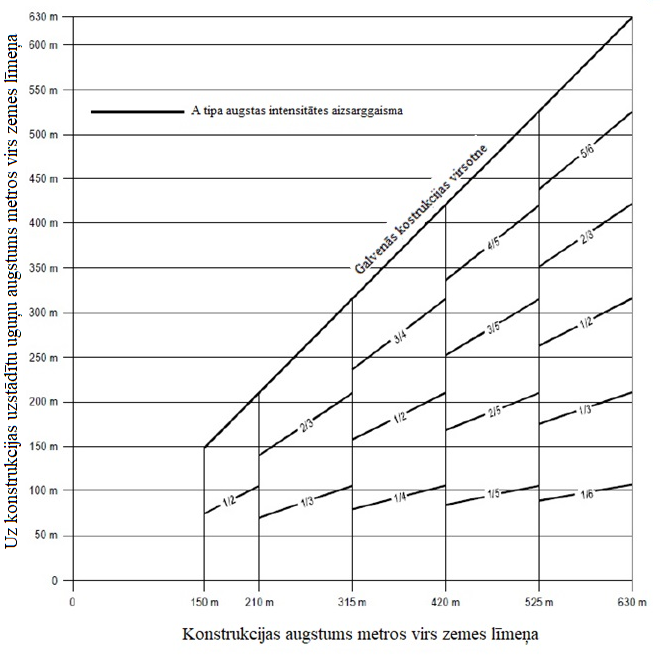 Uz konstrukcijas uzstādītu uguņu augstums metros virs zemes līmeņa
630 m
600 m
550 m
500 m
450 m
400 m
350 m
300 m
250 m
200 m
150 m
100 m
50 m
0
A tipa augstas intensitātes aizsarggaisma
Galvenās kostrukcijas virsotne
5/6
4/5
2/3
3/4
3/5
1/2
2/3
1/2
2/5
1/3
1/2
1/3
1/4
1/5
1/6
0
150 m
210 m
315 m
420 m
525 m
630 m
Konstrukcijas augstums metros virs zemes līmeņa